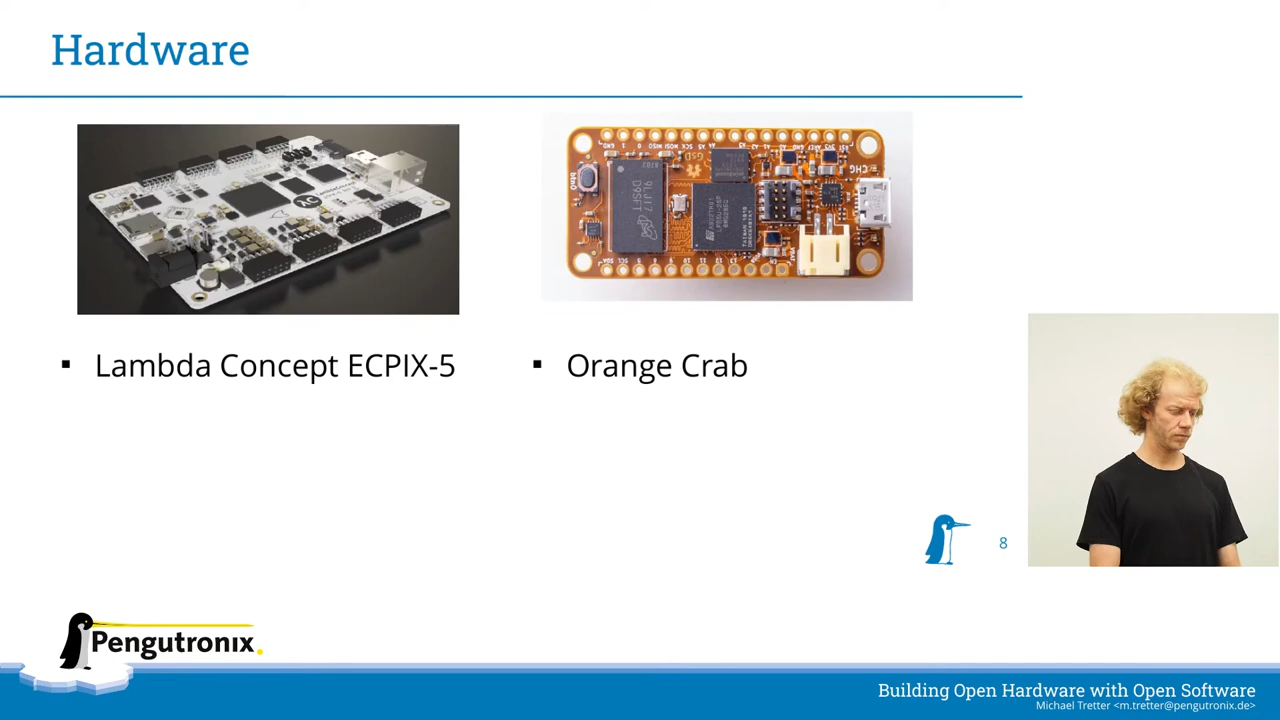 Hardware
Lambda Concept ECPIX-5
Orange Crab
8
Pengutronix
Building Open Hardware with Open Software
Michael Tretter <m.tretter@pengutronix.de>